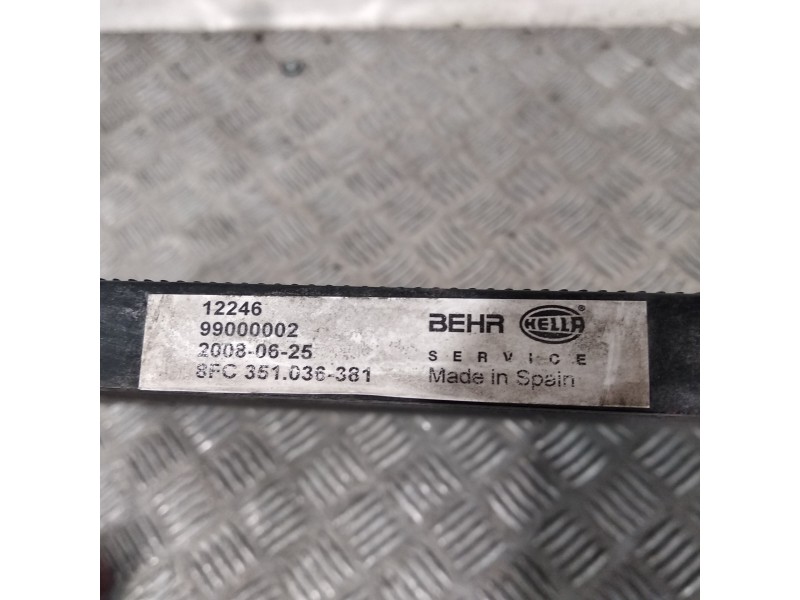 12246
99000002
2008-06-25
8FC 351.036-381
BEHR HELLA
SERVICE
Made in Spain